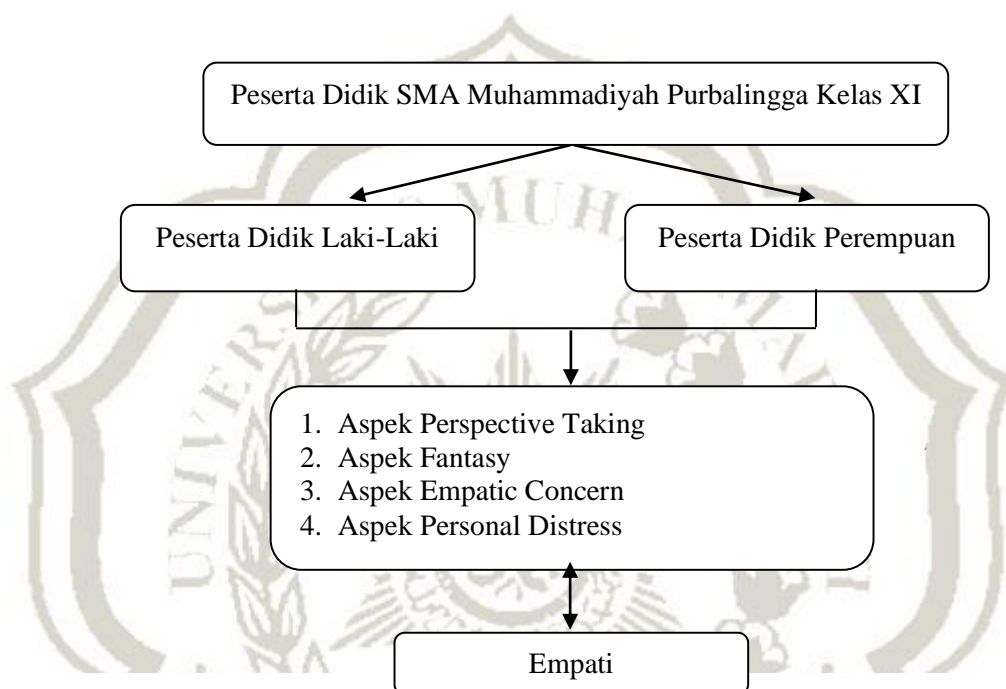 Peserta Didik SMA Muhammadiyah Purbalingga Kelas XI
Peserta Didik Laki-Laki
Peserta Didik Perempuan
1. Aspek Perspective Taking
2. Aspek Fantasy
3. Aspek Empatic Concern
4. Aspek Personal Distress
Empati